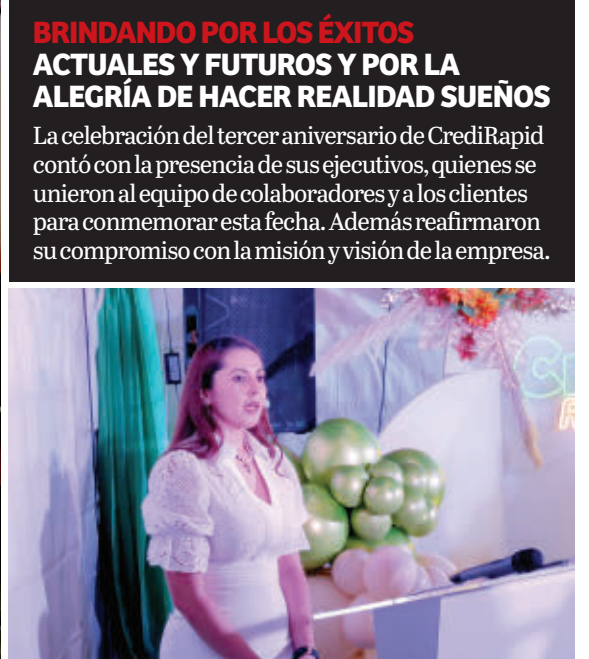 BRINDANDO POR LOS ÉXITOS
ACTUALES Y FUTUROS Y POR LA
ALEGRÍA DE HACER REALIDAD SUEÑOS
La celebración del tercer aniversario de CrediRapid
contó con la presencia de sus ejecutivos, quienes se
unieron al equipo de colaboradores y a los clientes
para conmemorar esta fecha. Además reafirmaron
su compromiso con la misión y visión de la empresa.